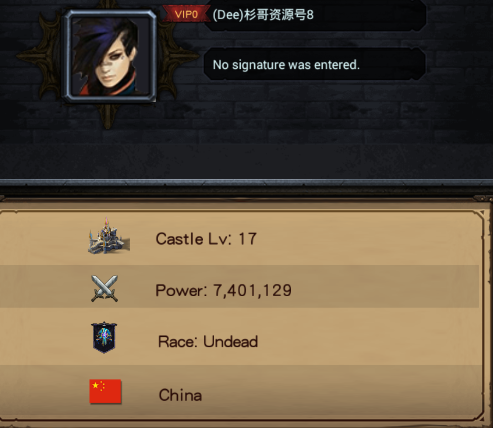 VIP0 (Dee)杉哥资源号8
No signature was entered.
Castle Lv: 17
Power: 7,401,129
Race: Undead
China